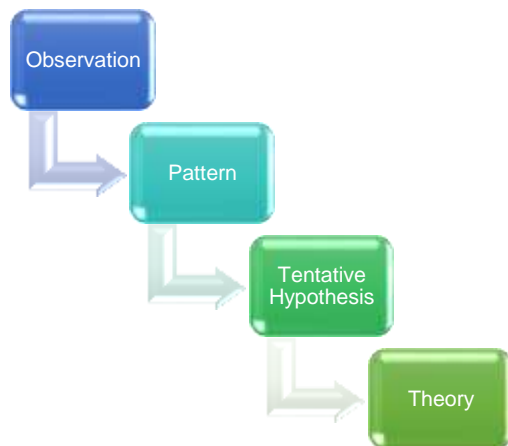 Observation
Pattern
Tentative
Hypothesis
Theory